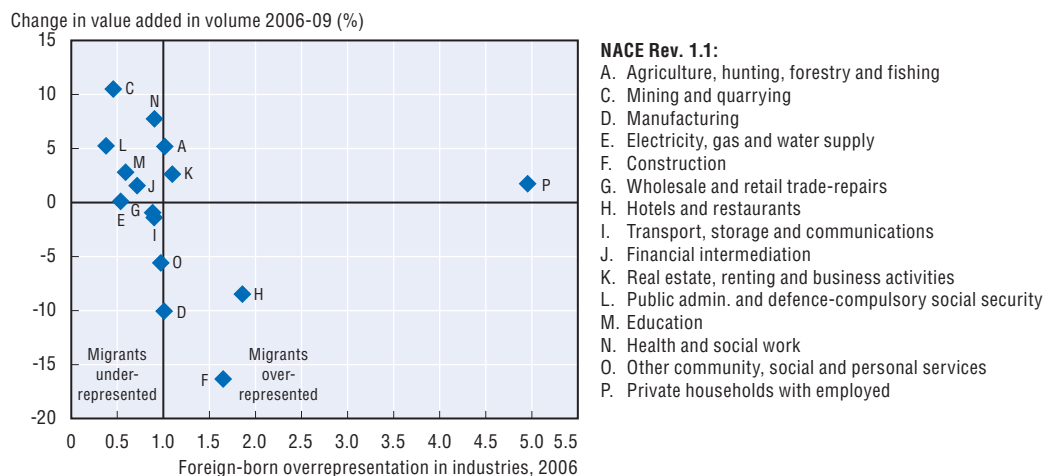 Change in value added in volume 2006-09 (%)
15
10
5
0
-5
-10
-15
-20
C
N
L
A
M
K
J
P
G
E
I
O
H
D
F
Migrants
under-
represented
Migrants
over-
represented
0 0.5 1.0 1.5 2.0 2.5 3.0 3.5 4.0 4.5 5.0 5.5
Foreign-born overrepresentation in industries, 2006
NACE Rev. 1.1:
A. Agriculture, hunting, forestry and fishing
C. Mining and quarrying
D. Manufacturing
E. Electricity, gas and water supply
F. Construction
G. Wholesale and retail trade-repairs
H. Hotels and restaurants
I. Transport, storage and communications
J. Financial intermediation
K. Real estate, renting and business activities
L. Public admin. and defence-compulsory social security
M. Education
N. Health and social work
O. Other community, social and personal services
P. Private households with employed